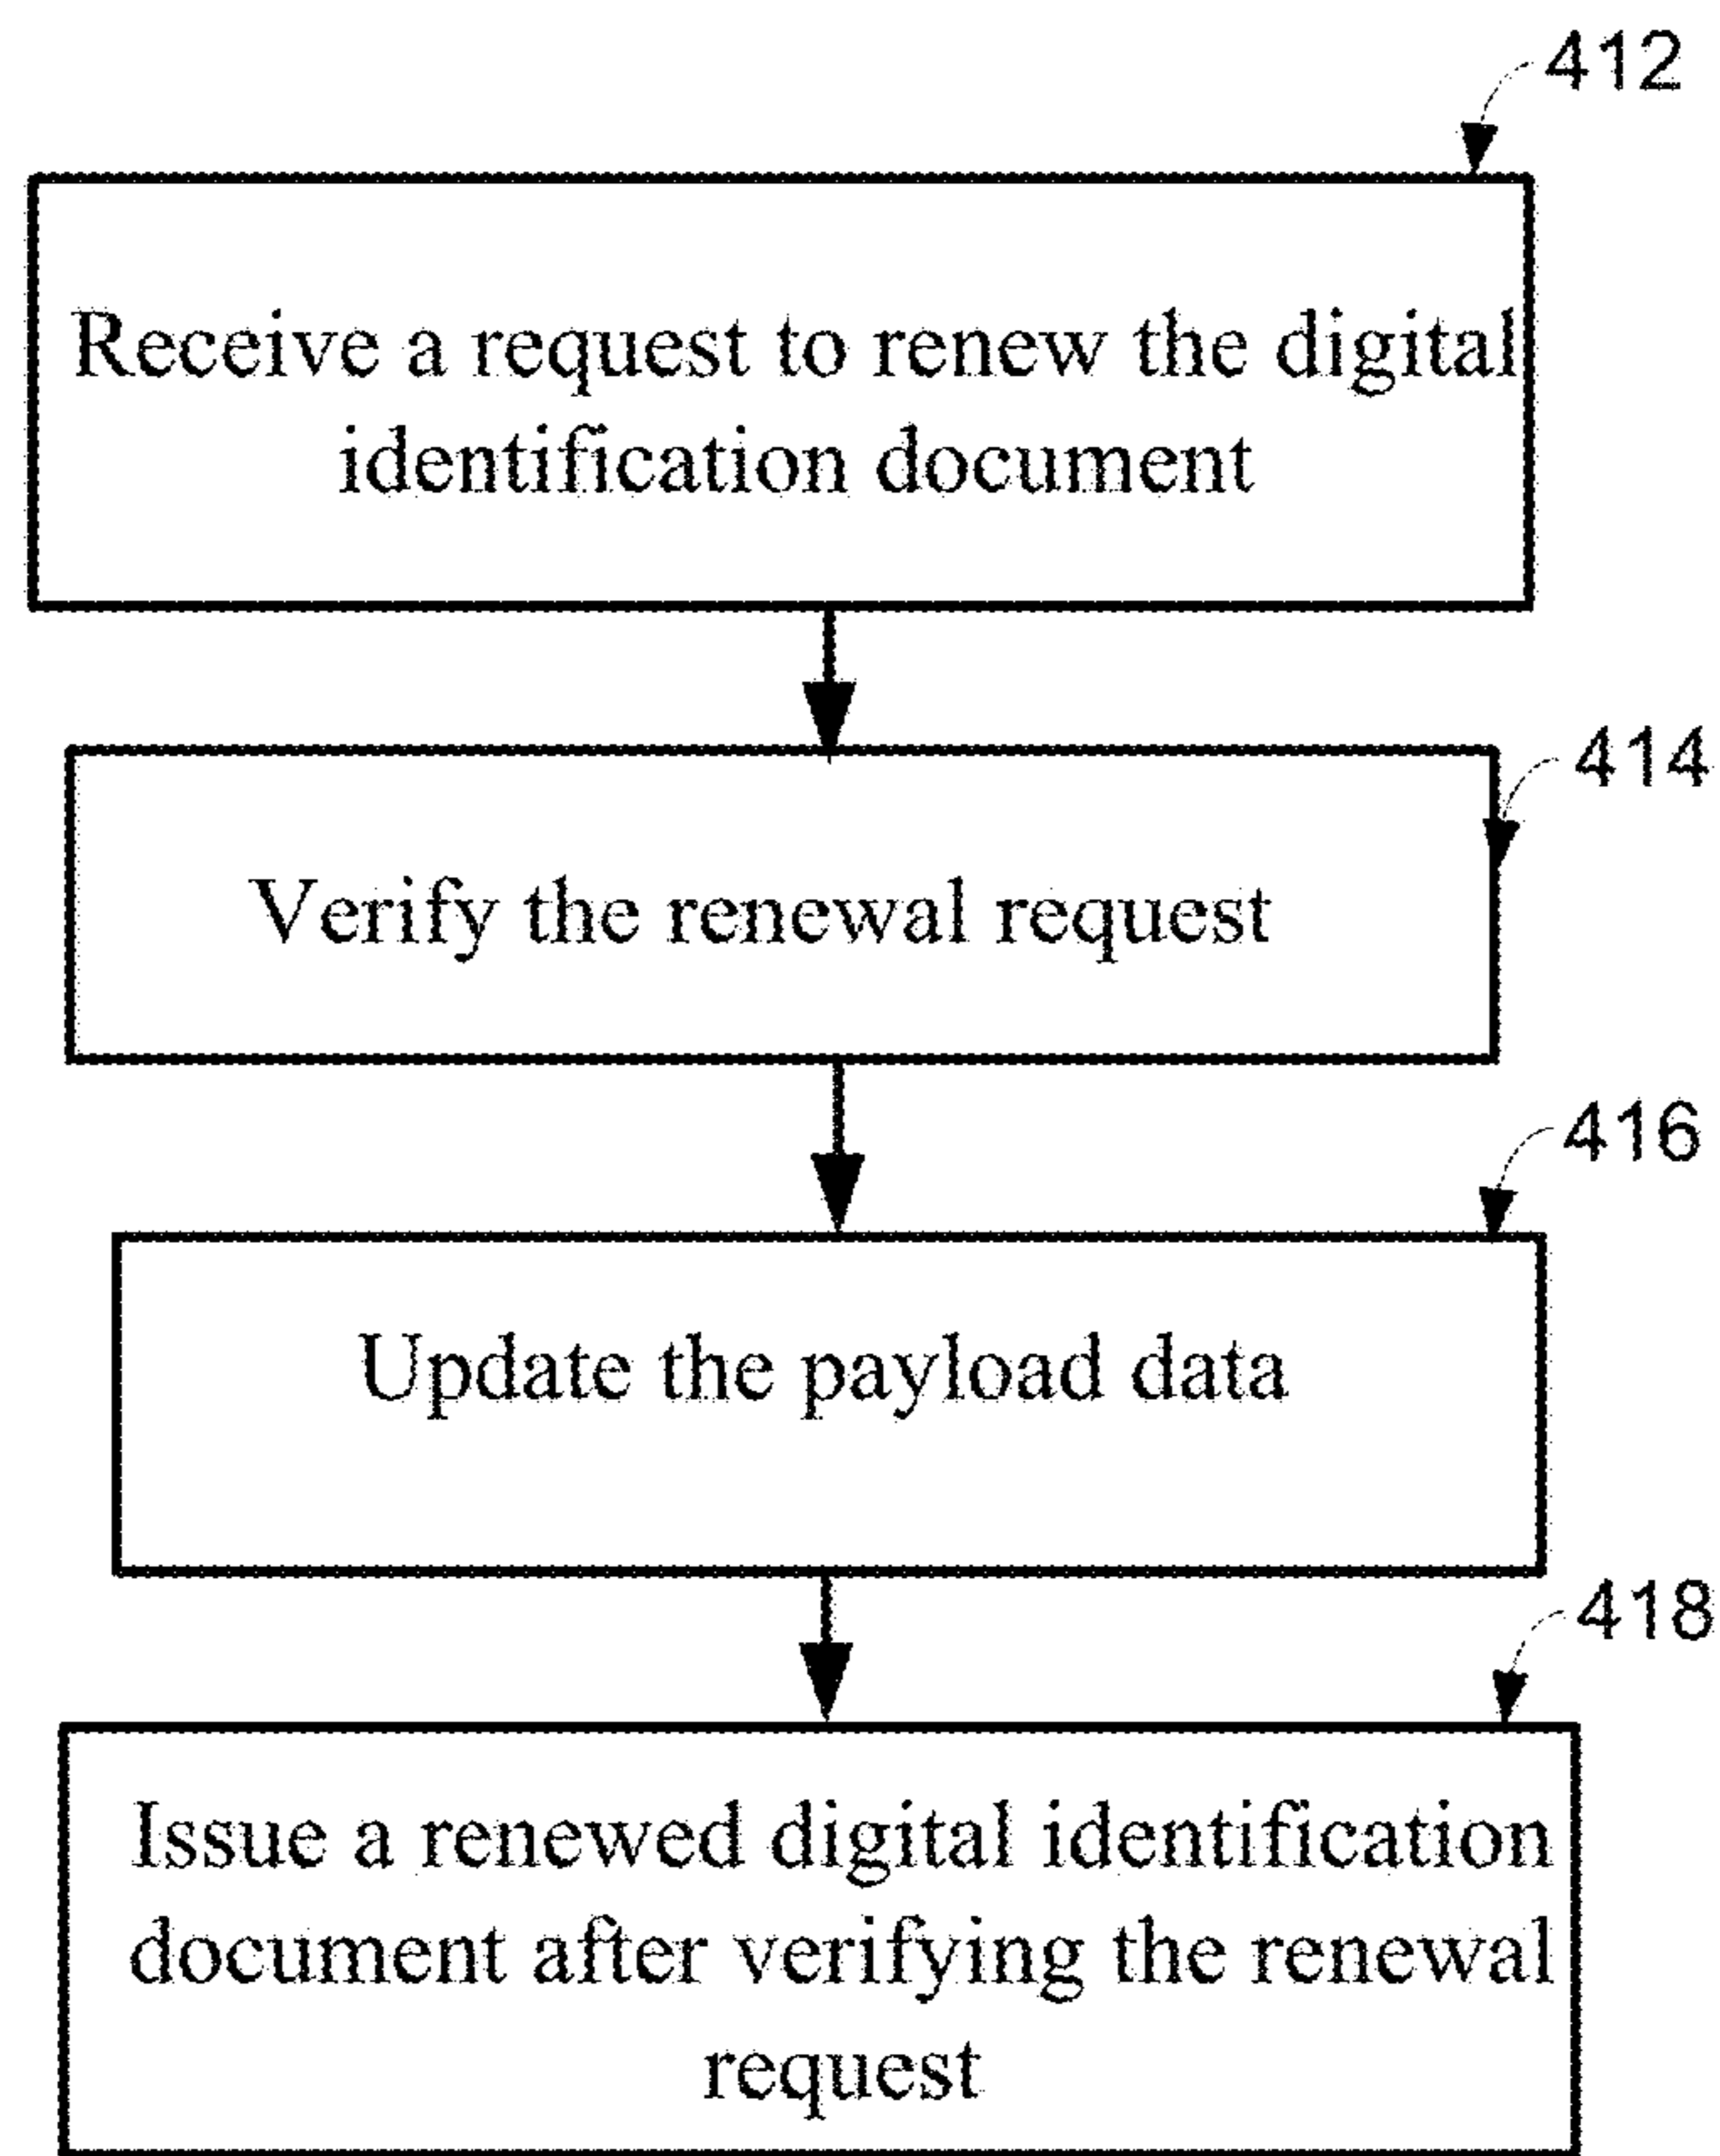 412
Receive a request to renew the digital
identification document
414
Verify the renewal request
416
Update the payload data
418
Issue a renewed digital identification
document after verifying the renewal
request